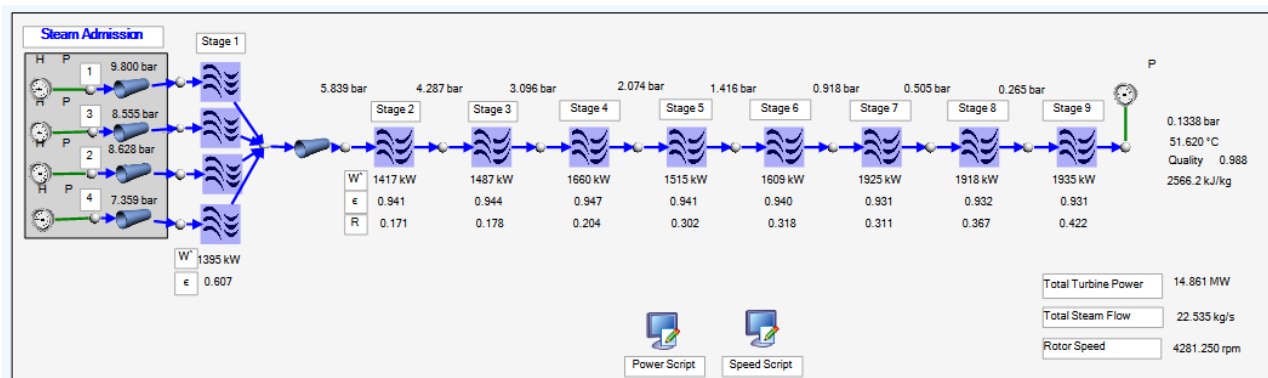 Steam Admission
Stage 1
H P
1
9.800 bar
H P
3
8.555 bar
H P
2
8.628 bar
H P
4
7.359 bar
W` 1395 kW
ε 0.607
5.839 bar 4.287 bar 3.096 bar 2.074 bar 1.416 bar 0.918 bar 0.505 bar 0.265 bar
Stage 2 Stage 3 Stage 4 Stage 5 Stage 6 Stage 7 Stage 8 Stage 9
W` 1417 kW 1487 kW 1660 kW 1515 kW 1609 kW 1925 kW 1918 kW 1935 kW
ε 0.941 0.944 0.947 0.941 0.940 0.931 0.932 0.931
R 0.171 0.178 0.204 0.302 0.318 0.311 0.367 0.422
P
0.1338 bar
51.620 °C
Quality 0.988
2566.2 kJ/kg
Total Turbine Power 14.861 MW
Total Steam Flow 22.535 kg/s
Rotor Speed 4281.250 rpm
Power Script Speed Script